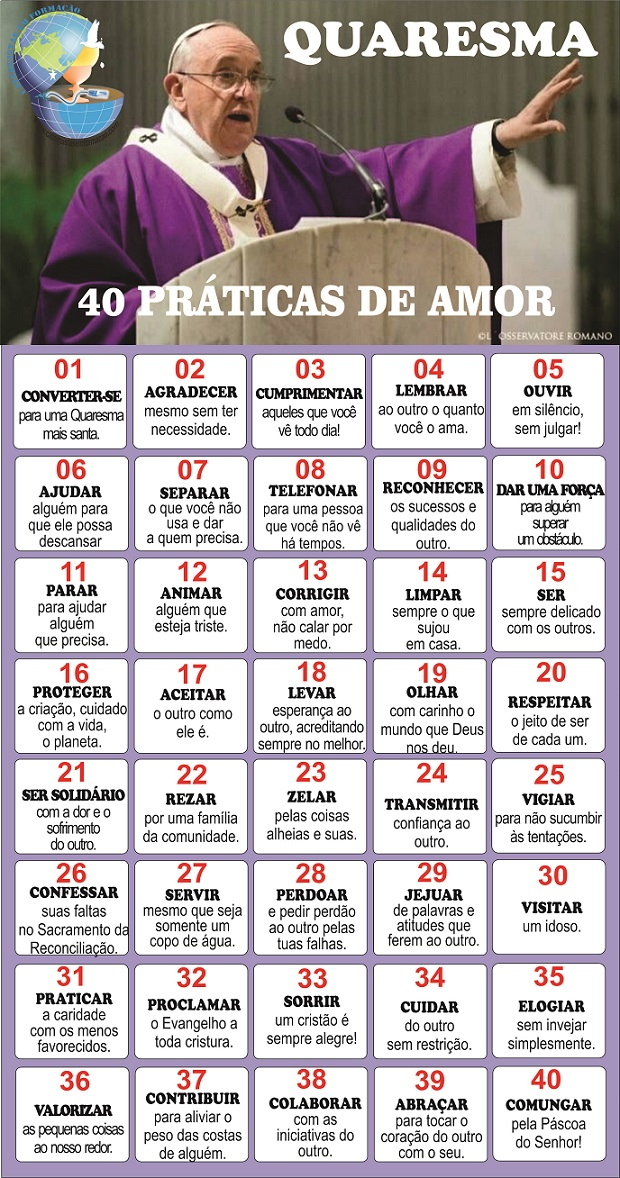 FORMAÇÃO
QUARESMA
40 PRÁTICAS DE AMOR
©L´OSSERVATORE ROMANO
01
CONVERTER-SE
para uma Quaresma
mais santa.
02
AGRADECER
mesmo sem ter
necessidade.
03
CUMPRIMENTAR
aqueles que você
vê todo dia!
04
LEMBRAR
ao outro o quanto
você o ama.
05
OUVIR
em silêncio,
sem julgar!
06
AJUDAR
alguém para
que ele possa
descansar
07
SEPARAR
o que você não
usa e dar
a quem precisa.
08
TELEFONAR
para uma pessoa
que você não vê
há tempos.
09
RECONHECER
os sucessos e
qualidades do
outro.
10
DAR UMA FORÇA
para alguém
superar
um obstáculo.
11
PARAR
para ajudar
alguém
que precisa.
12
ANIMAR
alguém que
esteja triste.
13
CORRIGIR
com amor,
não calar por
medo.
14
LIMPAR
sempre o que
sujou
em casa.
15
SER
sempre delicado
com os outros.
16
PROTEGER
a criação, cuidado
com a vida,
o planeta.
17
ACEITAR
o outro como
ele é.
18
LEVAR
esperança ao
outro, acreditando
sempre no melhor.
19
OLHAR
com carinho o
mundo que Deus
nos deu.
20
RESPEITAR
o jeito de ser
de cada um.
21
SER SOLIDÁRIO
com a dor e o
sofrimento
do outro.
22
REZAR
por uma família
da comunidade.
23
ZELAR
pelas coisas
alheias e suas.
24
TRANSMITIR
confiança ao
outro.
25
VIGIAR
para não sucumbir
às tentações.
26
CONFESSAR
suas faltas
no Sacramento da
Reconciliação.
27
SERVIR
mesmo que seja
somente um
copo de água.
28
PERDOAR
e pedir perdão
ao outro pelas
tuas falhas.
29
JEJUAR
de palavras e
atitudes que
ferem ao outro.
30
VISITAR
um idoso.
31
PRATICAR
a caridade
com os menos
favorecidos.
32
PROCLAMAR
o Evangelho a
toda cristura.
33
SORRIR
um cristão é
sempre alegre!
34
CUIDAR
do outro
sem restrição.
35
ELOGIAR
sem invejar
simplesmente.
36
VALORIZAR
as pequenas coisas
ao nosso redor.
37
CONTRIBUIR
para aliviar o
peso das costas
de alguém.
38
COLABORAR
com as
iniciativas do
outro.
39
ABRAÇAR
para tocar o
coração do outro
com o seu.
40
COMUNGAR
pela Páscoa
do Senhor!